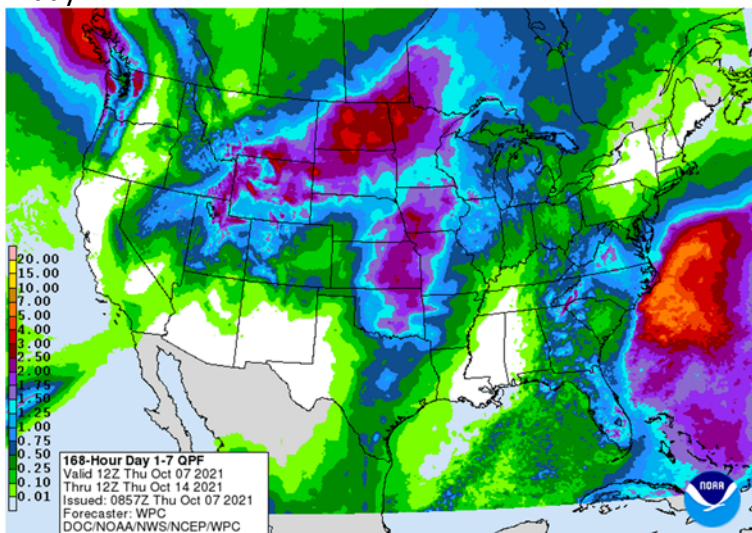 20.00
15.00
10.00
7.00
5.00
4.00
3.00
2.50
2.00
1.75
1.50
1.25
1.00
0.75
0.50
0.25
0.10
0.01
168-Hour Day 1-7 QPF
Valid 12Z Thu Oct 07 2021
Thru 12Z Thu Oct 14 2021
Issued: 0857Z Thu Oct 07 2021
Forecaster: WPC
DOC/NOAA/NWS/NCEP/WPC
NOAA